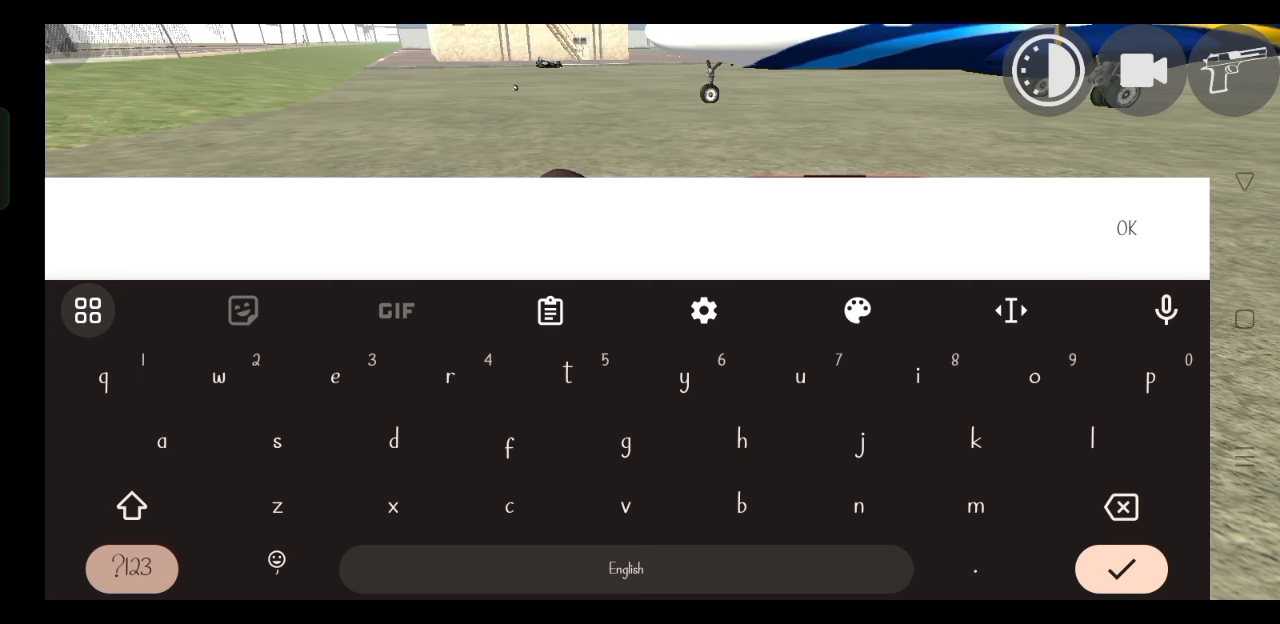 OK
GIF
1 2 3 4 5 6 7 8 9 0
q w e r t y u i o p
a s d f g h j k l
z x c v b n m
?123 English .